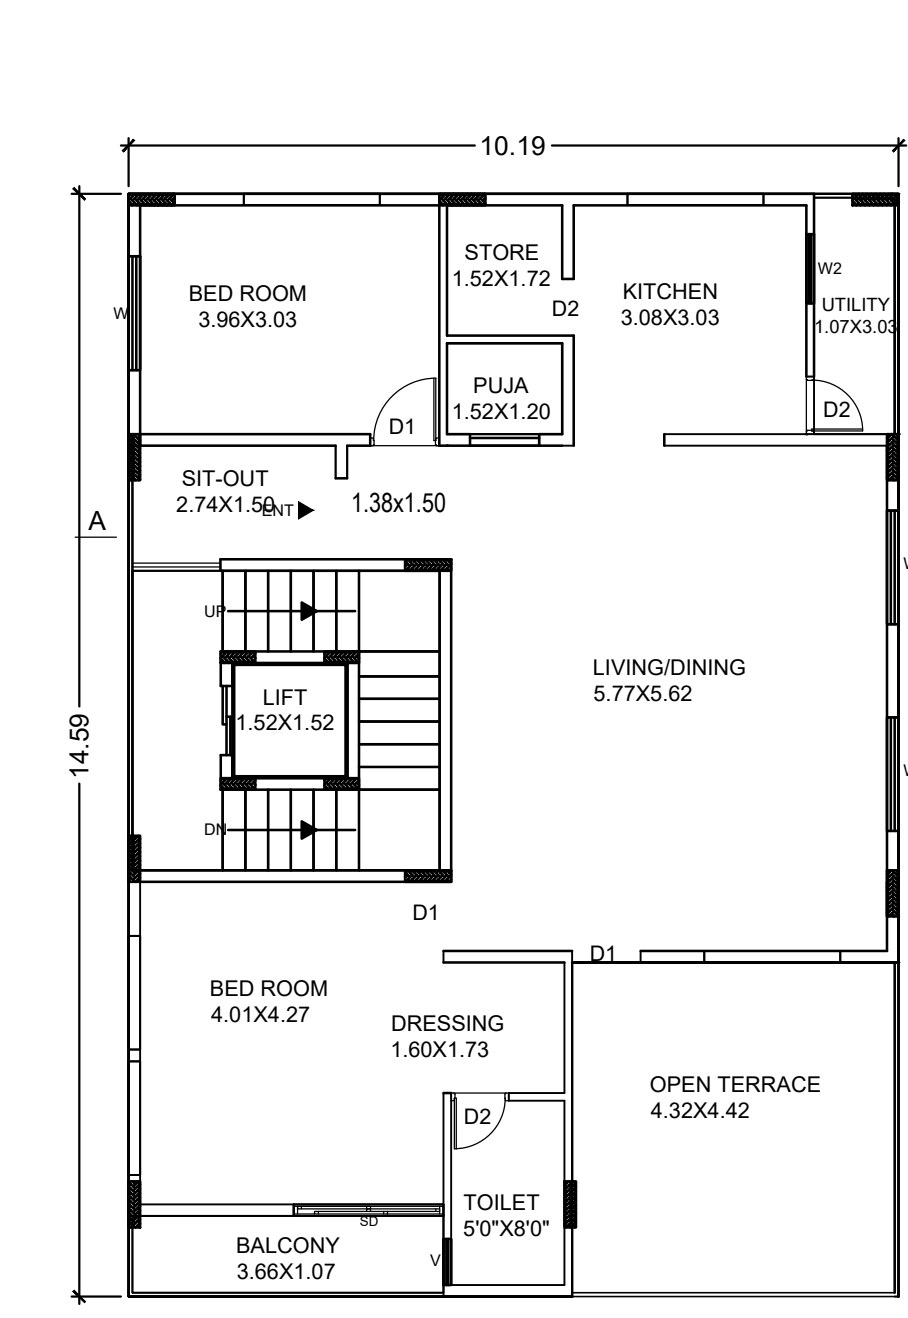 10.19
STORE
1.52X1.72
W2
BED ROOM
3.96X3.03
KITCHEN
3.08X3.03
UTILITY
1.07X3.03
W
D2
PUJA
1.52X1.20
D1
D2
SIT-OUT
2.74X1.50
ENT
1.38x1.50
A
UP
LIVING/DINING
5.77X5.62
LIFT
1.52X1.52
14.59
DN
D1
D1
BED ROOM
4.01X4.27
DRESSING
1.60X1.73
OPEN TERRACE
4.32X4.42
D2
TOILET
5'0"X8'0"
SD
BALCONY
3.66X1.07
V